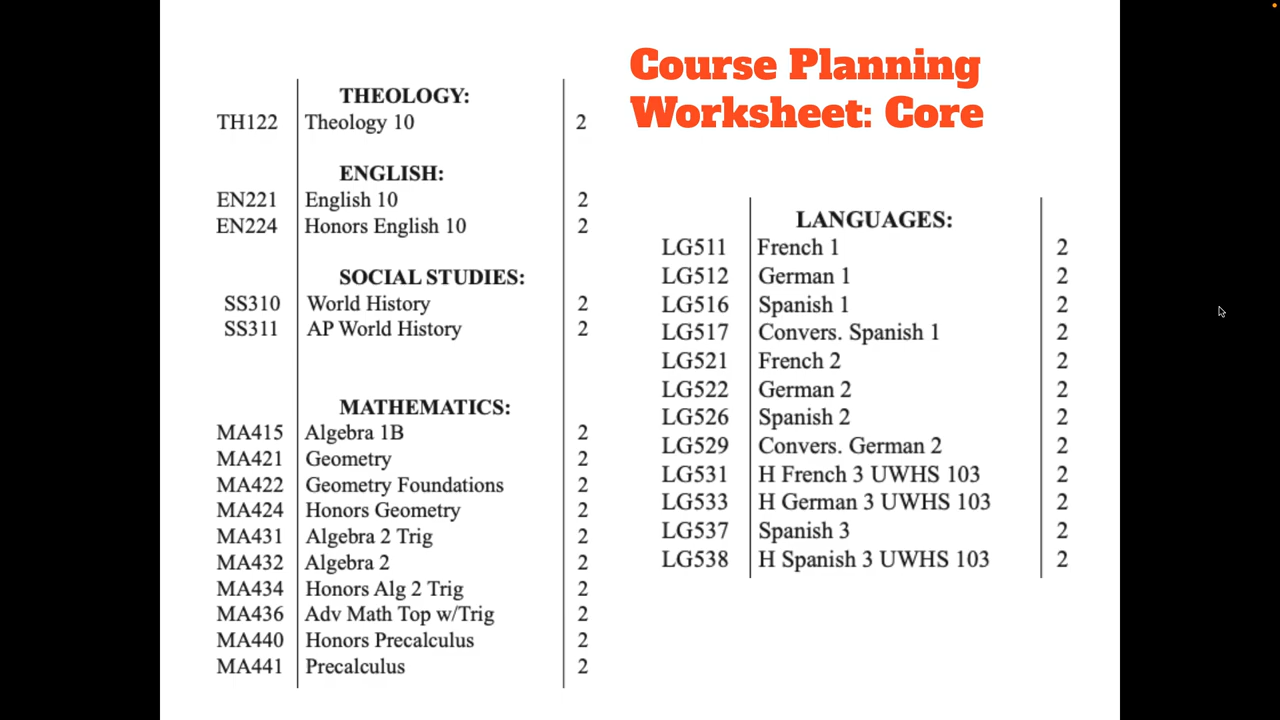 Course Planning
Worksheet: Core
THEOLOGY:
TH122 Theology 10 2
ENGLISH:
EN221 English 10 2
EN224 Honors English 10 2
SOCIAL STUDIES:
SS310 World History 2
SS311 AP World History 2
MATHEMATICS:
MA415 Algebra 1B 2
MA421 Geometry 2
MA422 Geometry Foundations 2
MA424 Honors Geometry 2
MA431 Algebra 2 Trig 2
MA432 Algebra 2 2
MA434 Honors Alg 2 Trig 2
MA436 Adv Math Top w/Trig 2
MA440 Honors Precalculus 2
MA441 Precalculus 2
LANGUAGES:
LG511 French 1 2
LG512 German 1 2
LG516 Spanish 1 2
LG517 Convers. Spanish 1 2
LG521 French 2 2
LG522 German 2 2
LG526 Spanish 2 2
LG529 Convers. German 2 2
LG531 H French 3 UWHS 103 2
LG533 H German 3 UWHS 103 2
LG537 Spanish 3 2
LG538 H Spanish 3 UWHS 103 2